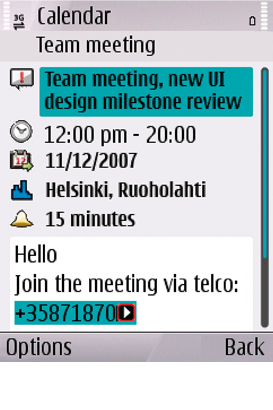 3G
Calendar
Team meeting
Team meeting, new UI
design milestone review
12:00 pm - 20:00
11/12/2007
Helsinki, Ruoholahti
15 minutes
Hello
Join the meeting via telco:
+35871870
Options
Back